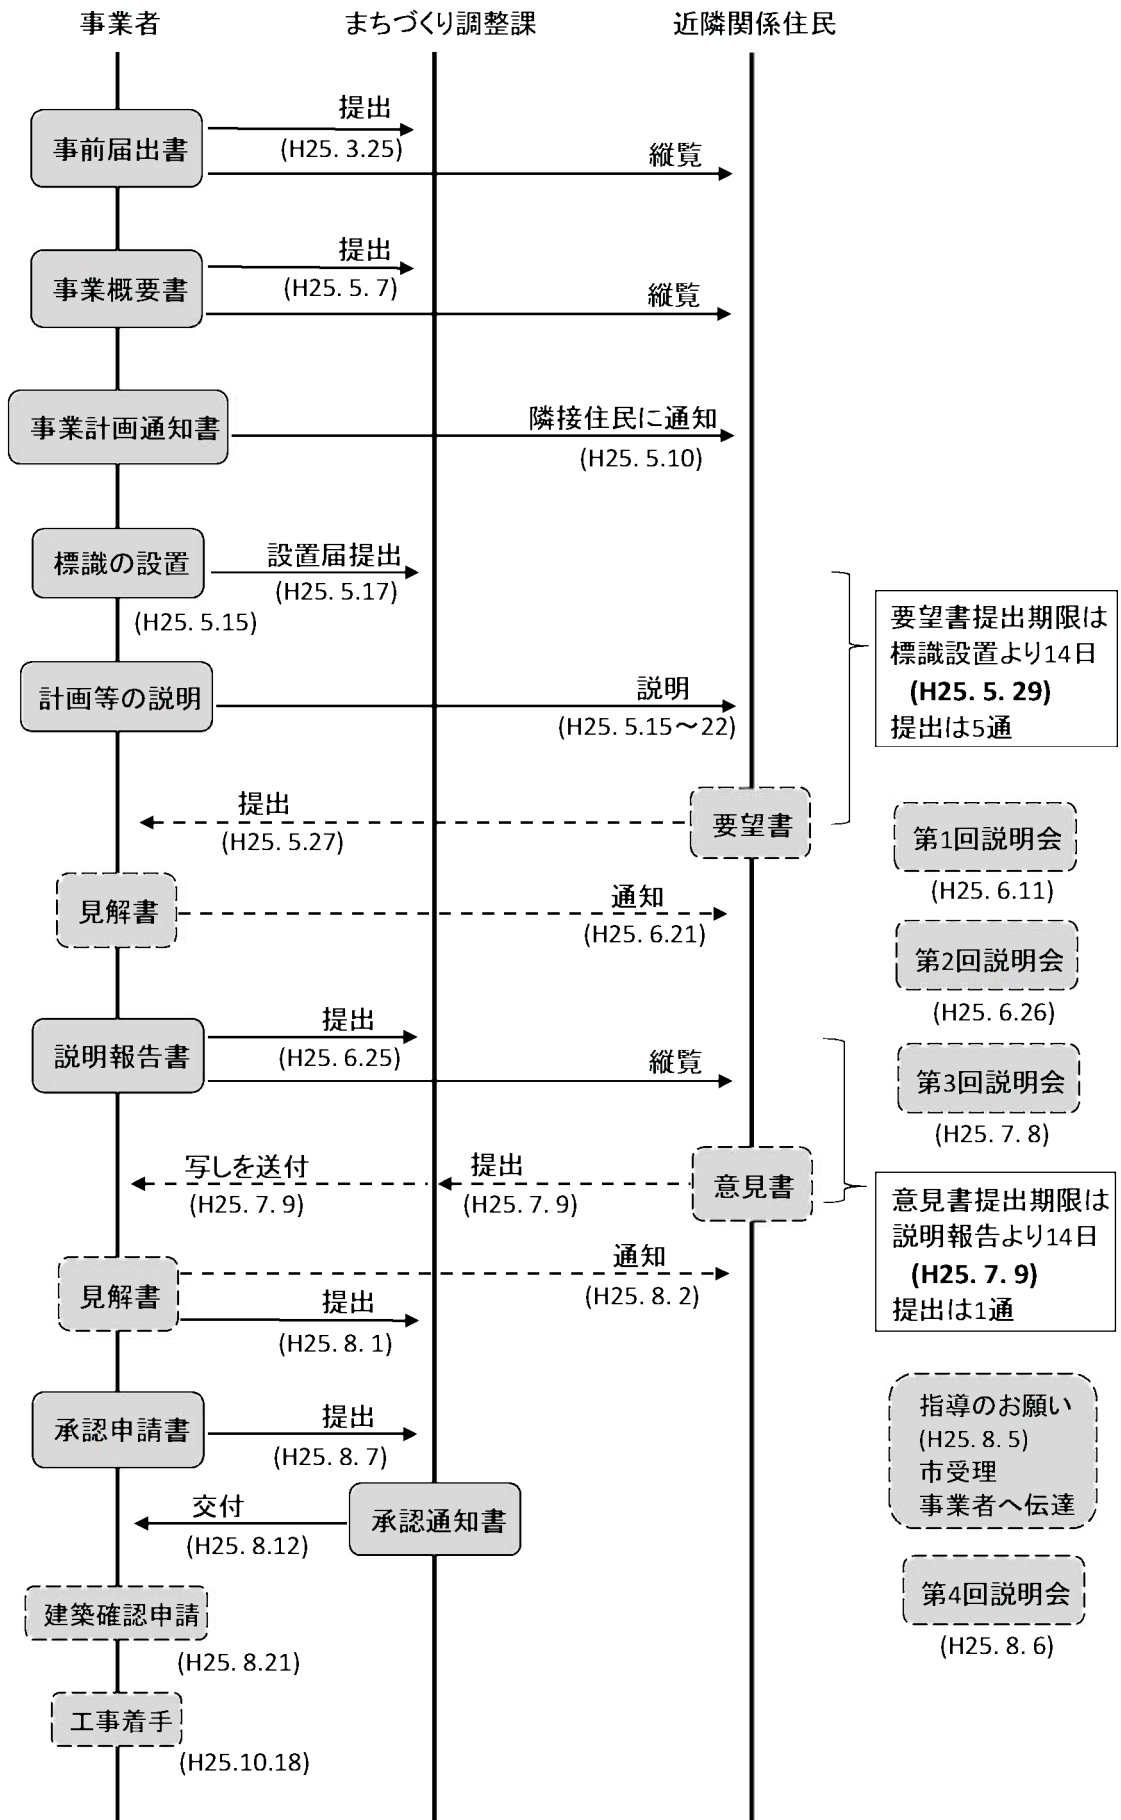 事業者
まちづくり調整課
近隣関係住民
事前届出書
提出
(H25. 3.25)
縦覧
事業概要書
提出
(H25. 5. 7)
縦覧
事業計画通知書
隣接住民に通知
(H25. 5.10)
標識の設置
設置届提出
(H25. 5.17)
(H25. 5.15)
要望書提出期限は
標識設置より14日
(H25. 5. 29)
提出は5通
計画等の説明
説明
(H25. 5.15～22)
要望書
提出
(H25. 5.27)
第1回説明会
(H25. 6.11)
見解書
通知
(H25. 6.21)
第2回説明会
(H25. 6.26)
説明報告書
提出
(H25. 6.25)
縦覧
第3回説明会
(H25. 7. 8)
意見書
提出
(H25. 7. 9)
写しを送付
(H25. 7. 9)
意見書提出期限は
説明報告より14日
(H25. 7. 9)
提出は1通
見解書
通知
(H25. 8. 2)
提出
(H25. 8. 1)
承認申請書
提出
(H25. 8. 7)
指導のお願い
(H25. 8. 5)
市受理
事業者へ伝達
承認通知書
交付
(H25. 8.12)
第4回説明会
(H25. 8. 6)
建築確認申請
(H25. 8.21)
工事着手
(H25.10.18)